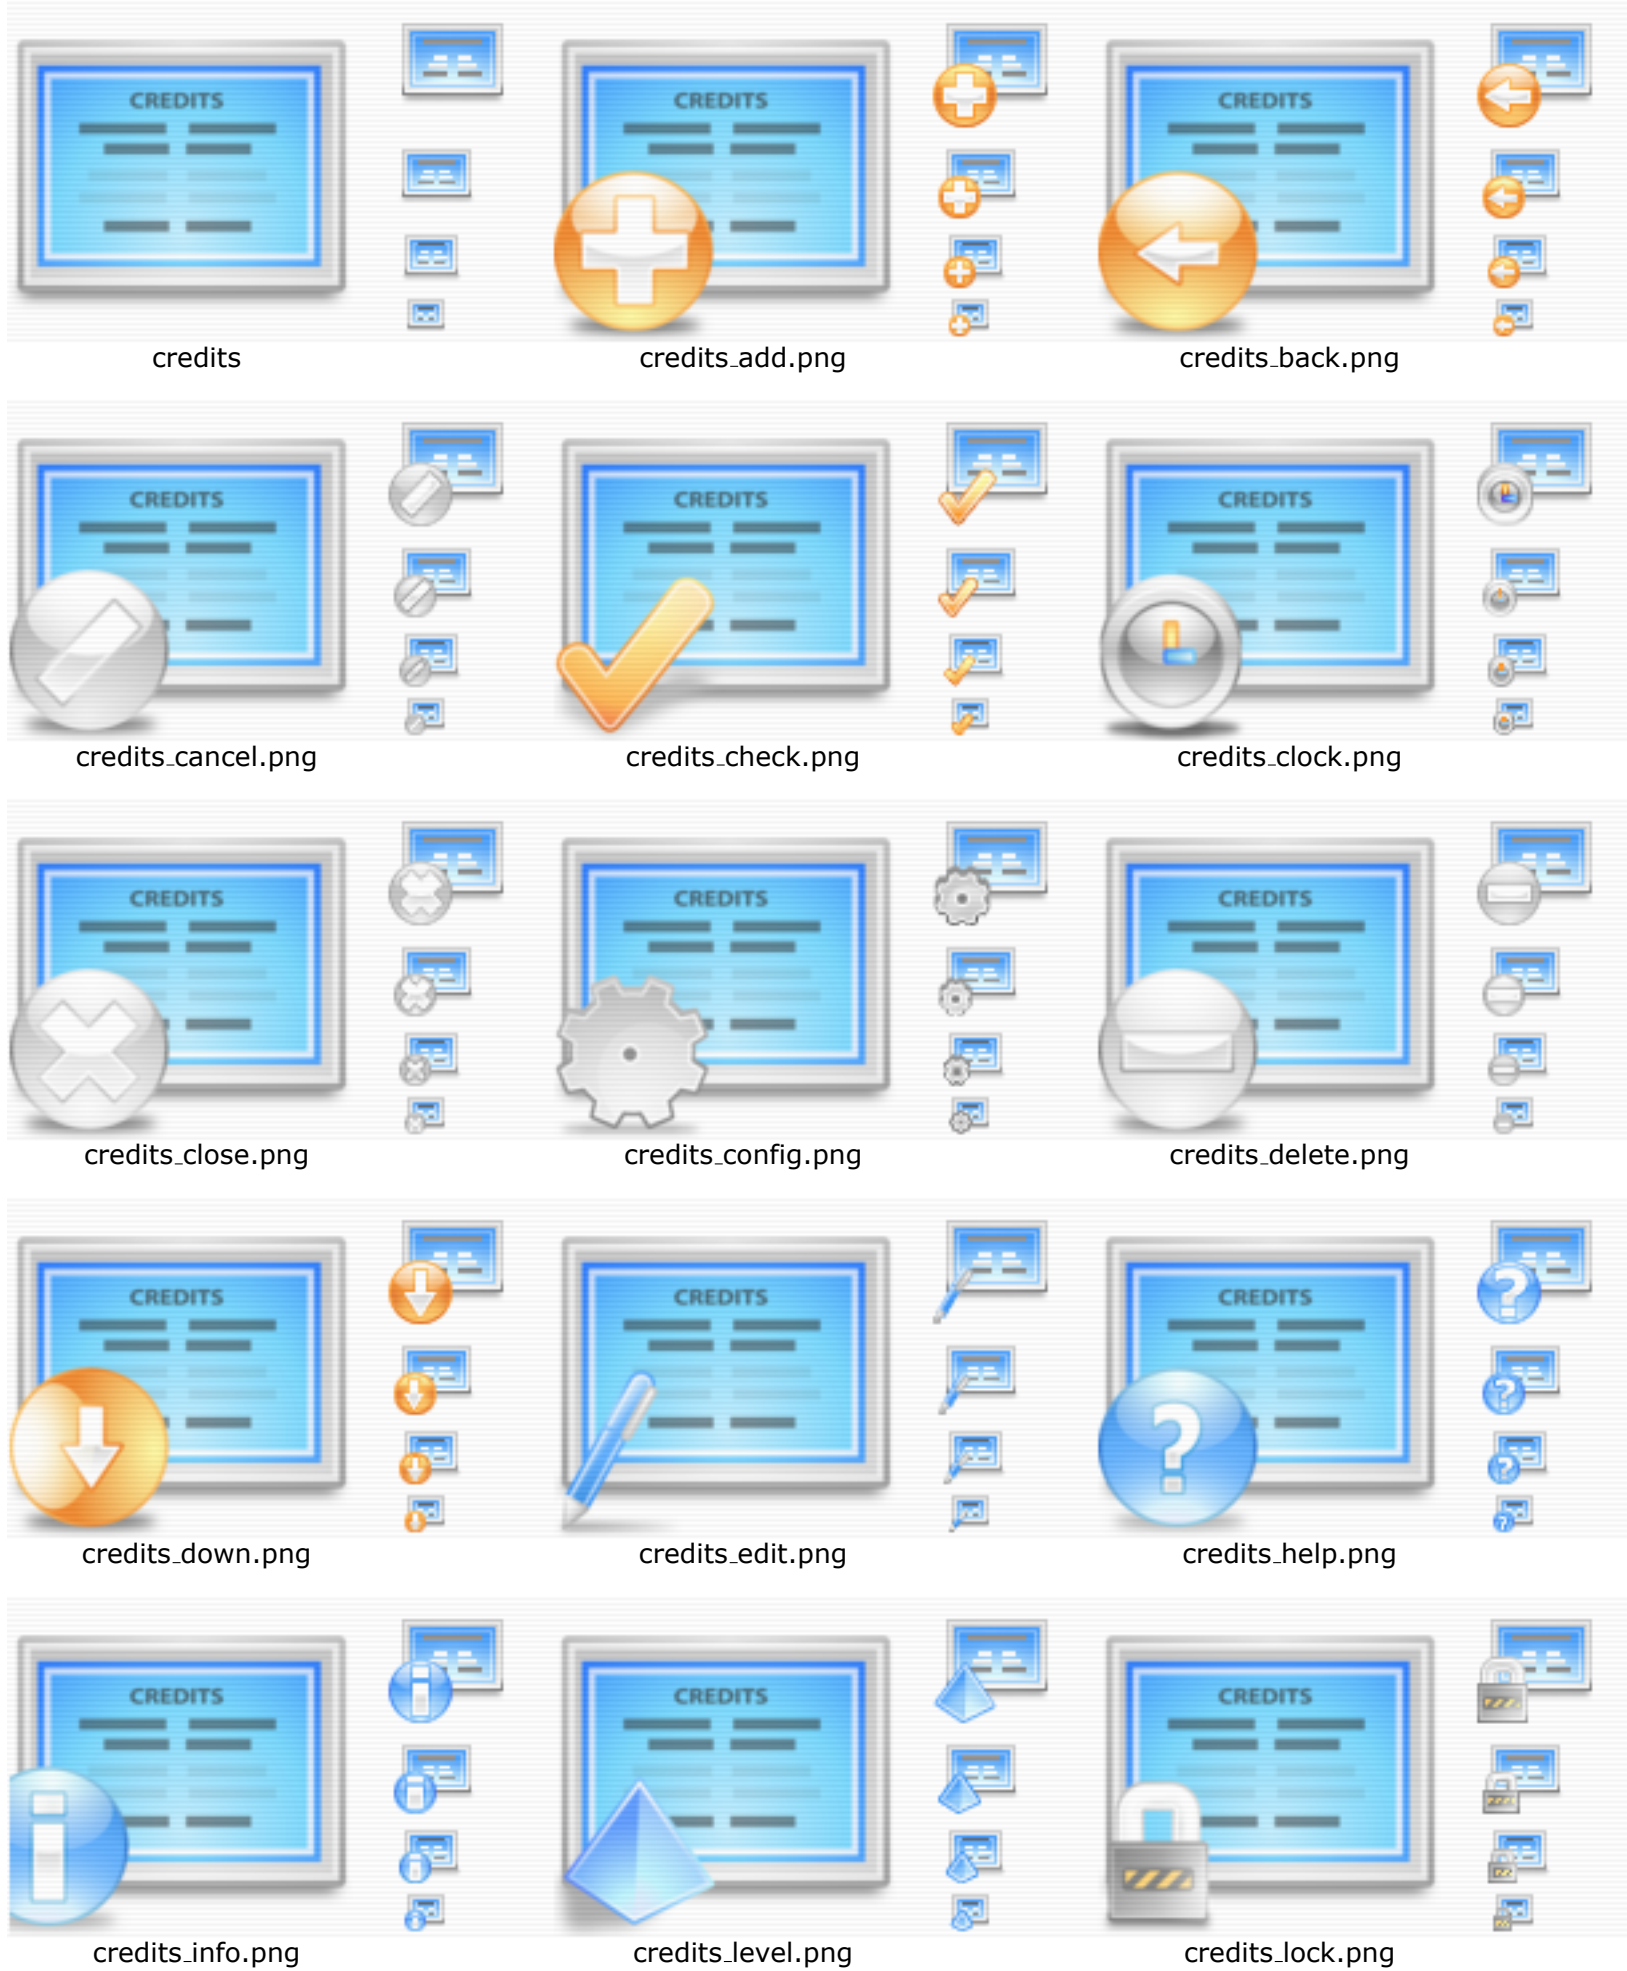 CREDITS CREDITS CREDITS
credits credits_add.png credits_back.png
CREDITS CREDITS CREDITS
credits_cancel.png credits_check.png credits_clock.png
CREDITS CREDITS CREDITS
credits_close.png credits_config.png credits_delete.png
CREDITS CREDITS CREDITS
credits_down.png credits_edit.png credits_help.png
CREDITS CREDITS CREDITS
credits_info.png credits_level.png credits_lock.png